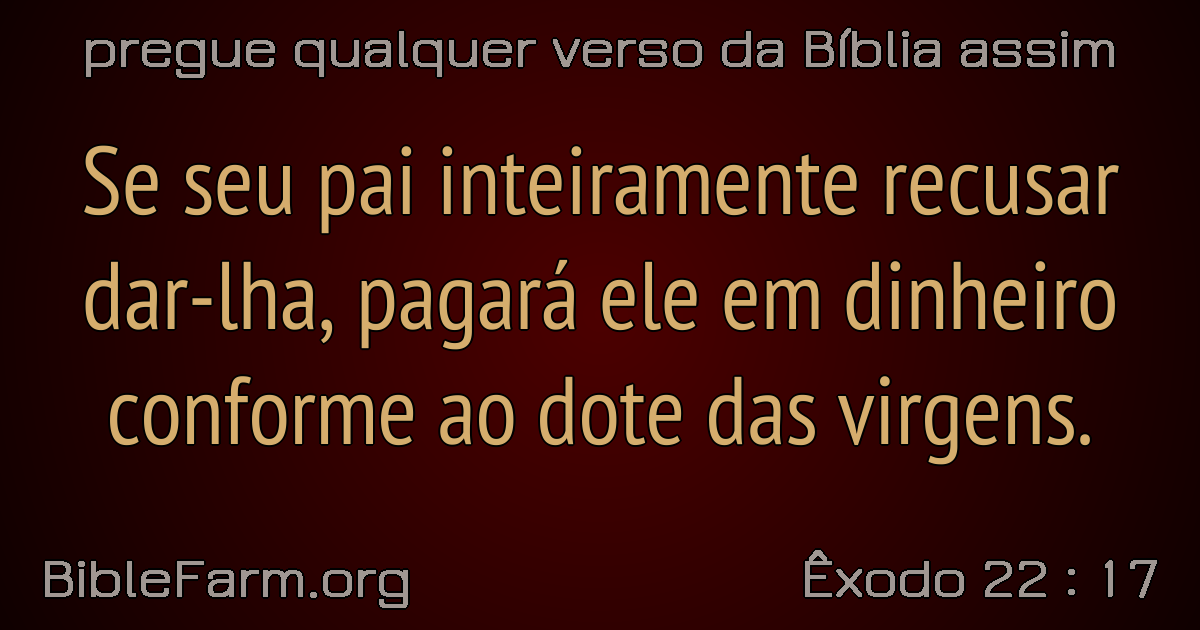 pregue qualquer verso da Bíblia assim
Se seu pai inteiramente recusar
dar-lha, pagará ele em dinheiro
conforme ao dote das virgens.
BibleFarm.org
Êxodo 22 : 17